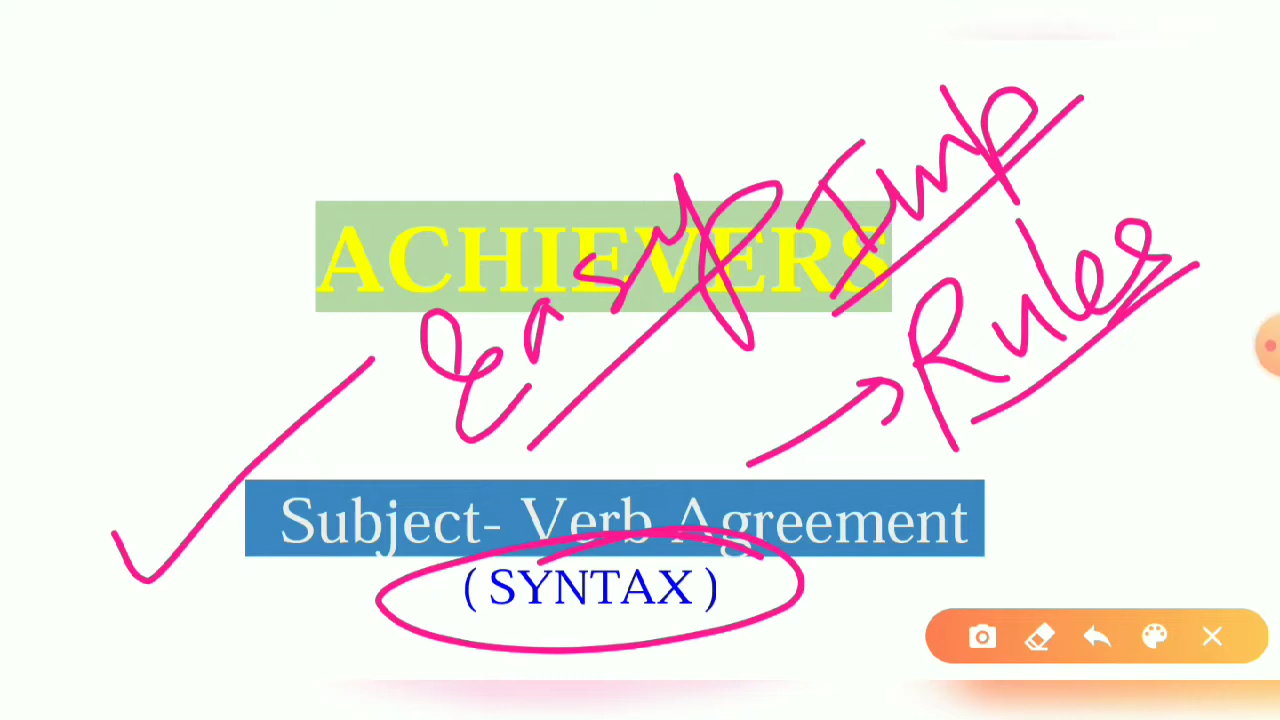 ACHIEVERS
Easy Imp
Rules
Subject- Verb Agreement
( SYNTAX )